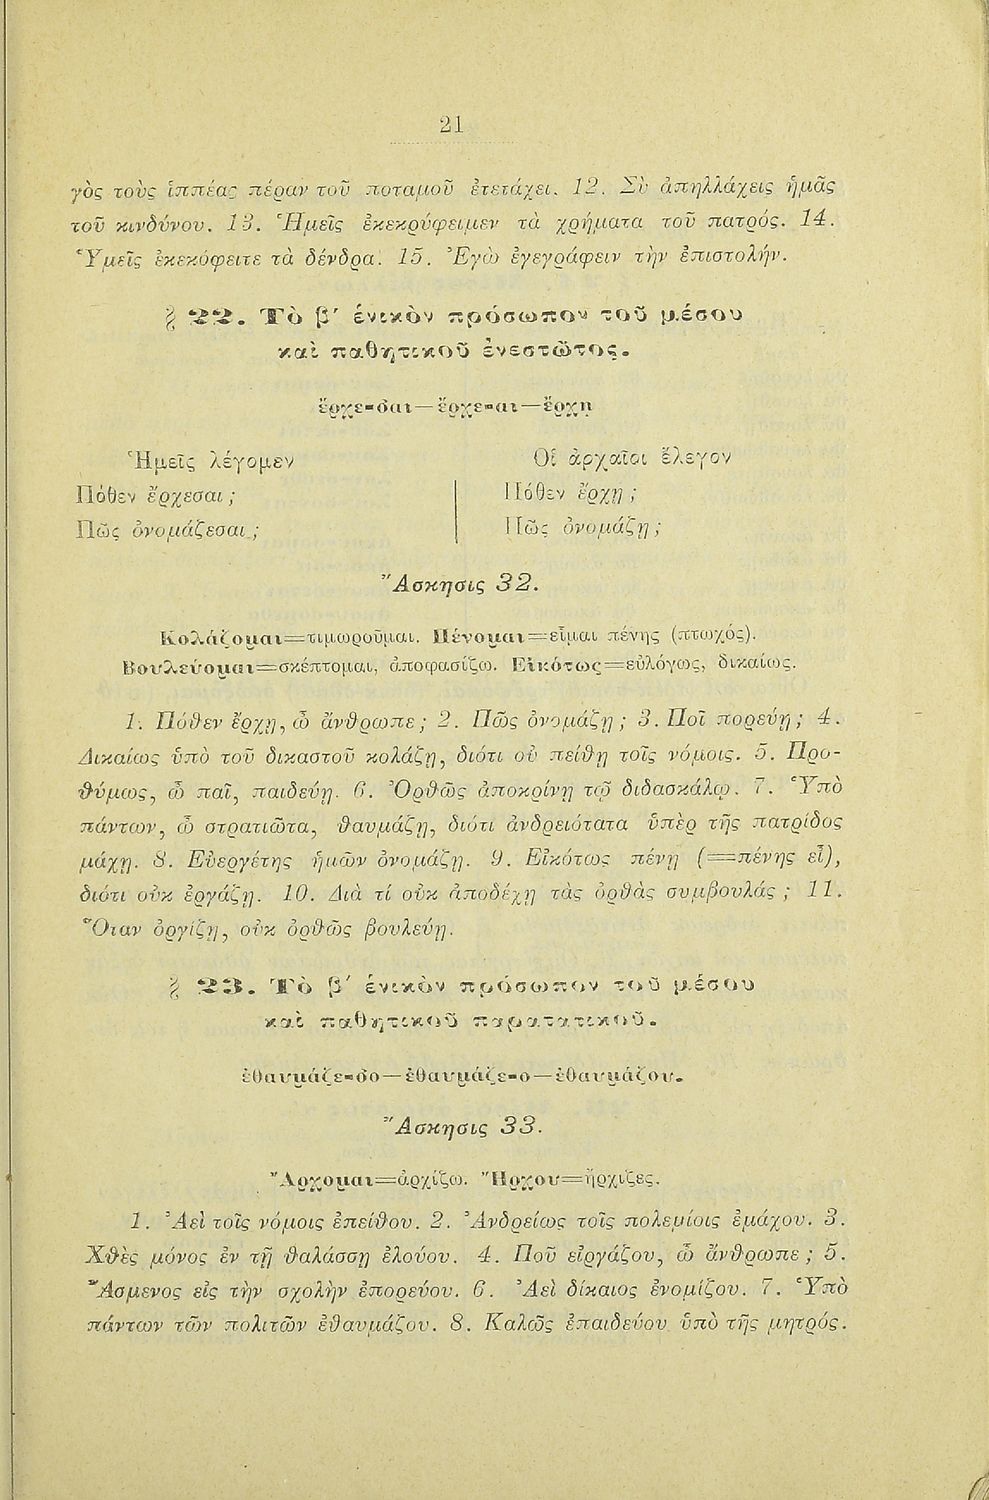 21
γὸς τοὺς ἱππέας πέραν τοῦ ποταμοῦ ἐτετάχει. 12. Σὺ ἀπηλλάχεις ἡμᾶς
τοῦ κινδύνου. 13. Ἡμεῖς ἐκεκρύφειμεν τὰ χρήματα τοῦ πατρός. 14.
Ὑμεῖς ἐκεκόφειτε τὰ δένδρα. 15. Ἐγὼ ἐγεγράφειν τὴν ἐπιστολήν.
§ 22. Τὸ β′ ἑνικὸν πρόσωπον τοῦ μέσου
καὶ παθητικοῦ ἐνεστῶτος.
ἔρχε-σαι—ἔρχε-αι—ἔρχῃ
Ἡμεῖς λέγομεν
Οἱ ἀρχαῖοι ἔλεγον
Πόθεν ἔρχεσαι;
Πόθεν ἔρχῃ;
Πῶς ὀνομάζεσαι;
Πῶς ὀνομάζῃ;
Ἄσκησις 32.
Κολάζομαι=τιμωροῦμαι. Πένομαι=εἶμαι πένης (πτωχός).
Βουλεύομαι=σκέπτομαι, ἀποφασίζω. Εἰκότως=εὐλόγως, δικαίως.
1. Πόθεν ἔρχῃ, ὦ ἄνθρωπε; 2. Πῶς ὀνομάζῃ; 3. Ποῖ πορεύῃ; 4.
Δικαίως ὑπὸ τοῦ δικαστοῦ κολάζῃ, διότι οὐ πείθῃ τοῖς νόμοις. 5. Προ-
θύμως, ὦ παῖ, παιδεύῃ. 6. Ὀρθῶς ἀποκρίνῃ τῷ διδασκάλῳ. 7. Ὑπὸ
πάντων, ὦ στρατιῶτα, θαυμάζῃ, διότι ἀνδρειότατα ὑπὲρ τῆς πατρίδος
μάχῃ. 8. Εὐεργέτης ἡμῶν ὀνομάζῃ. 9. Εἰκότως πένῃ (=πένης εἶ),
διότι οὐκ ἐργάζῃ. 10. Διὰ τί οὐκ ἀποδέχῃ τὰς ὀρθὰς συμβουλάς; 11.
Ὅταν ὀργίζῃ, οὐκ ὀρθῶς βουλεύῃ.
§ 23. Τὸ β′ ἑνικὸν πρόσωπον τοῦ μέσου
καὶ παθητικοῦ παρατατικοῦ.
ἐθαυμάζε-σο—ἐθαυμάζε-ο—ἐθαυμάζου.
Ἄσκησις 33.
Ἄρχομαι=ἀρχίζω. Ἤρχου=ἤρχιζες.
1. Ἀεὶ τοῖς νόμοις ἐπείθου. 2. Ἀνδρείως τοῖς πολεμίοις ἐμάχου. 3.
Χθὲς μόνος ἐν τῇ θαλάσσῃ ἐλούου. 4. Ποῦ εἰργάζου, ὦ ἄνθρωπε; 5.
Ἄσμενος εἰς τὴν σχολὴν ἐπορεύου. 6. Ἀεὶ δίκαιος ἐνομίζου. 7. Ὑπὸ
πάντων τῶν πολιτῶν ἐθαυμάζου. 8. Καλῶς ἐπαιδεύου ὑπὸ τῆς μητρός.